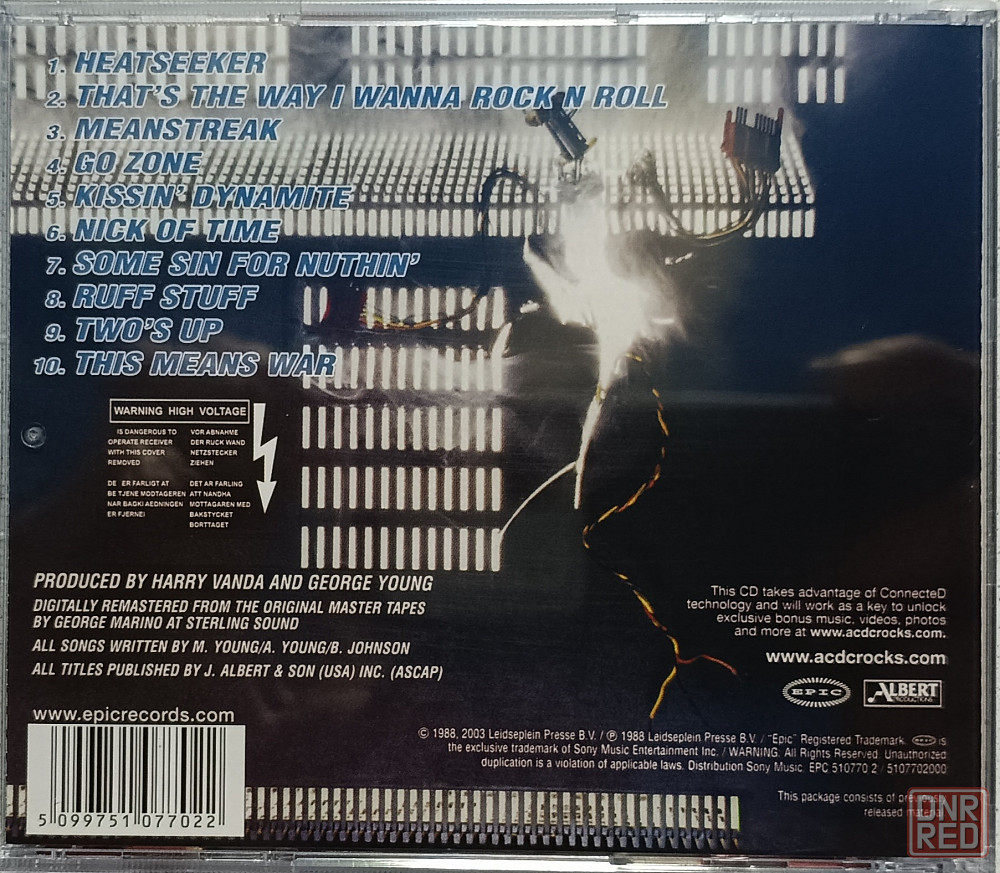 1. HEATSEEKER
2. THAT'S THE WAY I WANNA ROCK N ROLL
3. MEANSTREAK
4. GO ZONE
5. KISSIN' DYNAMITE
6. NICK OF TIME
7. SOME SIN FOR NUTHIN'
8. RUFF STUFF
9. TWO'S UP
10. THIS MEANS WAR
WARNING HIGH VOLTAGE
IS DANGEROUS TO
OPERATE RECEIVER
WITH THIS COVER
REMOVED
VOR ABNAHME
DER RUCK WAND
NETZSTECKER
ZIEHEN
DE ER FARLIGT AT
BE TJENE MODTAGEREN
NAR BAGKI AEDNINGEN
ER FJERNEI
DET AR FARLING
ATT NANDHA
MOTTAGAREN MED
BAKSTYCKET
BORTTAGET
PRODUCED BY HARRY VANDA AND GEORGE YOUNG
DIGITALLY REMASTERED FROM THE ORIGINAL MASTER TAPES
BY GEORGE MARINO AT STERLING SOUND
ALL SONGS WRITTEN BY M. YOUNG/A. YOUNG/B. JOHNSON
ALL TITLES PUBLISHED BY J. ALBERT & SON (USA) INC. (ASCAP)
This CD takes advantage of ConnecteD
technology and will work as a key to unlock
exclusive bonus music, videos, photos
and more at www.acdcrocks.com.
www.acdcrocks.com
EPIC
ALBERT
PRODUCTIONS
www.epicrecords.com
© 1988, 2003 Leidseplein Presse B.V. / ℗ 1988 Leidseplein Presse B.V. / "Epic" Registered Trademark. EPIC is
the exclusive trademark of Sony Music Entertainment Inc. / WARNING: All Rights Reserved. Unauthorized
duplication is a violation of applicable laws. Distribution Sony Music. EPC 510770 2 / 5107702000
This package consists of previously
released material
5 099751 077022
DNR
RED